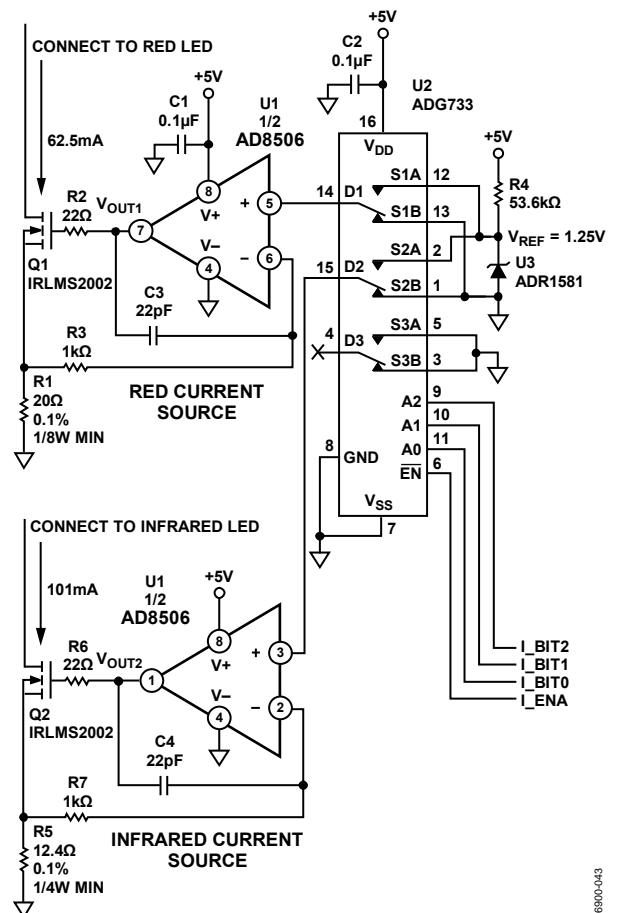 CONNECT TO RED LED
62.5mA
+5V
C1
0.1µF
U1
1/2
AD8506
R2
22Ω
VOUT1
7
8
V+
V–
4
+
5
–
6
Q1
IRLMS2002
C3
22pF
R3
1kΩ
R1
20Ω
0.1%
1/8W MIN
RED CURRENT
SOURCE
+5V
C2
0.1µF
U2
ADG733
16
VDD
14
D1
S1A
12
S1B
13
S2A
2
15
D2
S2B
1
4
D3
S3A
5
S3B
3
A2
9
A1
10
A0
11
EN
6
8
GND
VSS
7
+5V
R4
53.6kΩ
VREF = 1.25V
U3
ADR1581
CONNECT TO INFRARED LED
101mA
U1
1/2
AD8506
+5V
R6
22Ω
VOUT2
1
8
V+
V–
4
+
3
–
2
Q2
IRLMS2002
C4
22pF
R7
1kΩ
R5
12.4Ω
0.1%
1/4W MIN
INFRARED CURRENT
SOURCE
I_BIT2
I_BIT1
I_BIT0
I_ENA
6900-043